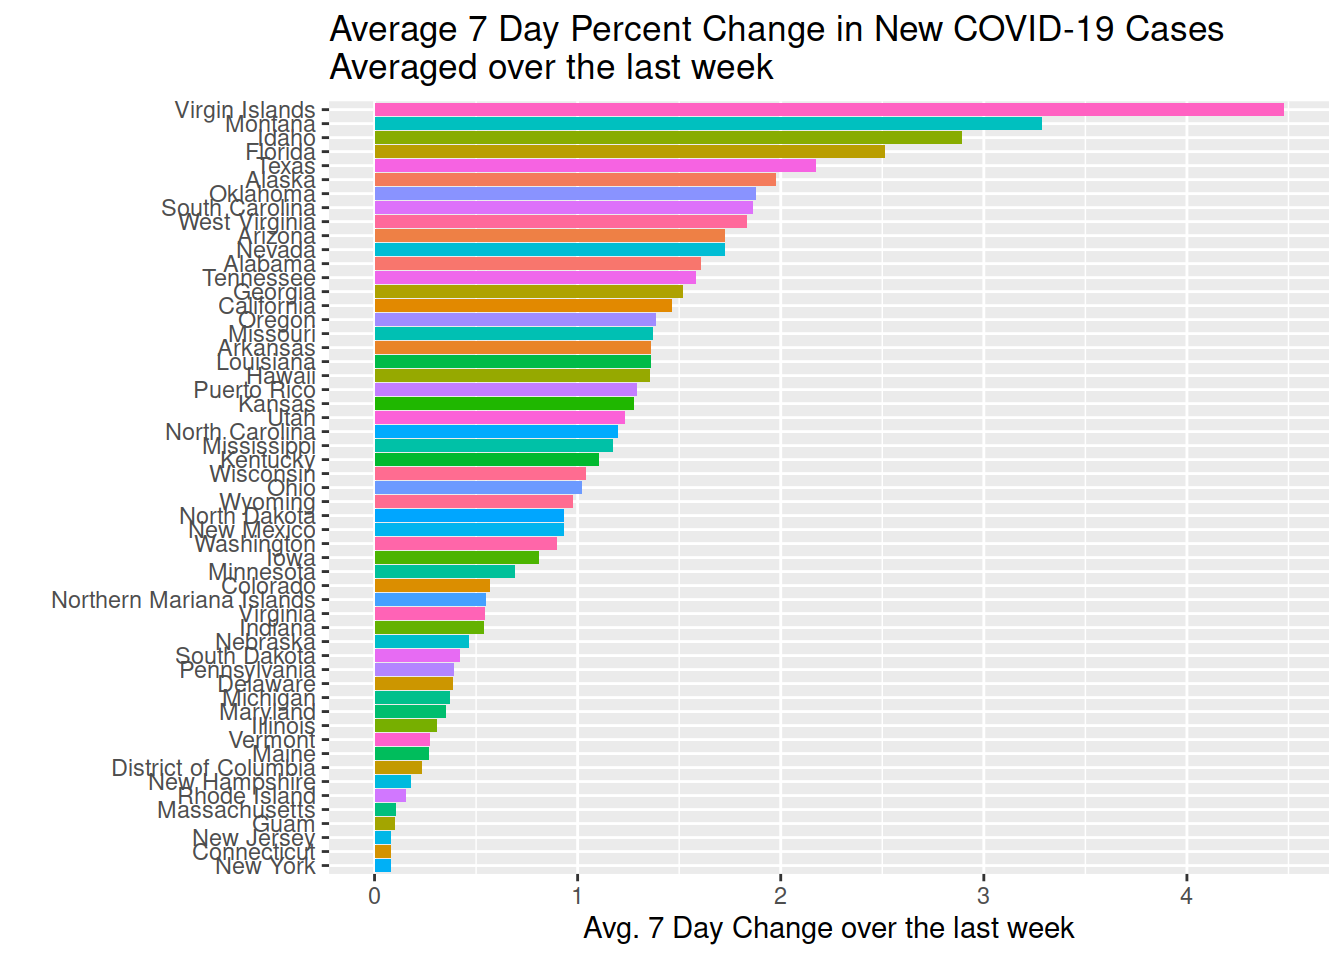 Average 7 Day Percent Change in New COVID-19 Cases
Averaged over the last week
Virgin Islands
Montana
Idaho
Florida
Texas
Alaska
Oklahoma
South Carolina
West Virginia
Arizona
Nevada
Alabama
Tennessee
Georgia
California
Oregon
Missouri
Arkansas
Louisiana
Hawaii
Puerto Rico
Kansas
Utah
North Carolina
Mississippi
Kentucky
Wisconsin
Ohio
Wyoming
North Dakota
New Mexico
Washington
Iowa
Minnesota
Colorado
Northern Mariana Islands
Virginia
Indiana
Nebraska
South Dakota
Pennsylvania
Delaware
Michigan
Maryland
Illinois
Vermont
Maine
District of Columbia
New Hampshire
Rhode Island
Massachusetts
Guam
New Jersey
Connecticut
New York
0 1 2 3 4
Avg. 7 Day Change over the last week